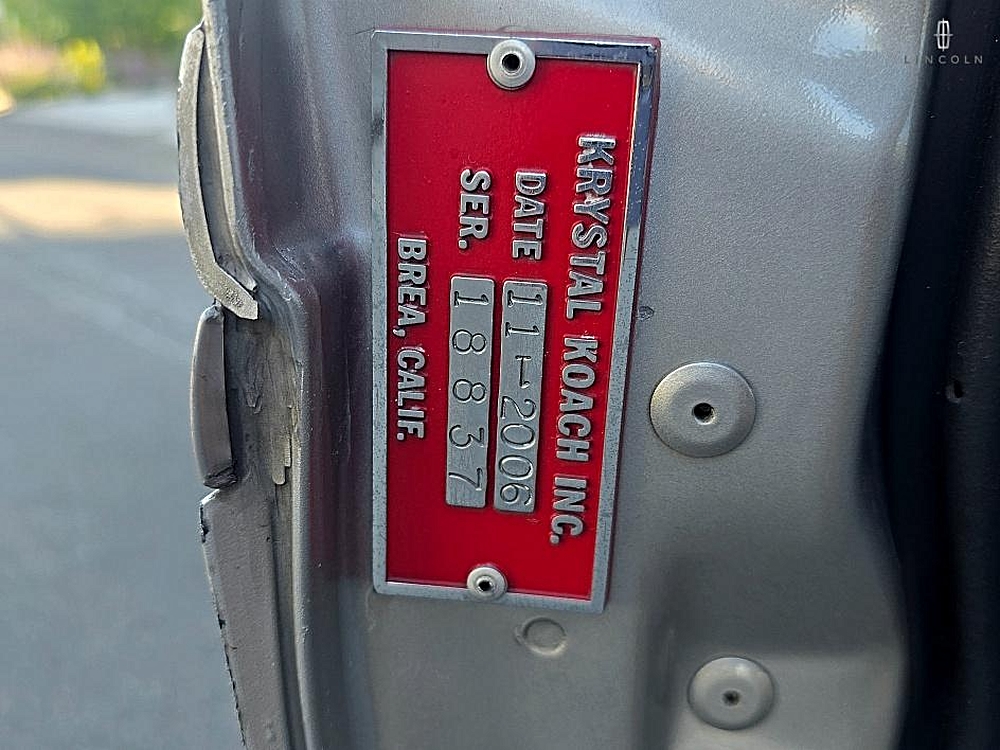 KRYSTAL KOACH INC.
DATE 11-2006
SER. 18837
BREA, CALIF.
LINCOLN